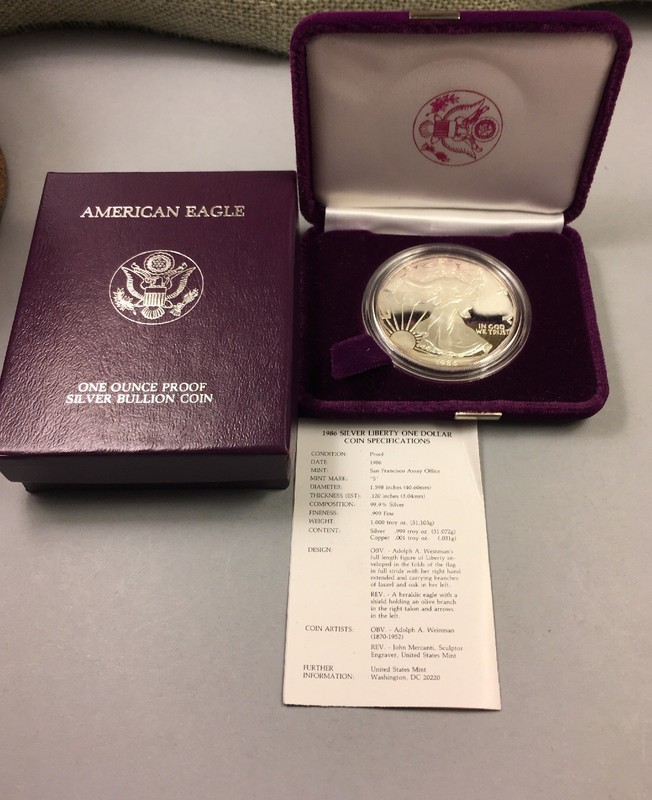 AMERICAN EAGLE
ONE OUNCE PROOF
SILVER BULLION COIN
IN GOD
WE TRUST
1986
1986 SILVER LIBERTY ONE DOLLAR
COIN SPECIFICATIONS
CONDITION: Proof
DATE: 1986
MINT: San Francisco Assay Office
MINT MARK: "S"
DIAMETER: 1.598 inches (40.60mm)
THICKNESS (EST): .120 inches (3.04mm)
COMPOSITION: 99.9% Silver
FINENESS: .999 Fine
WEIGHT: 1.000 troy oz. (31.103g)
CONTENT: Silver .999 troy oz. (31.072g)
Copper .001 troy oz. (.031g)
DESIGN: OBV. - Adolph A. Weinman's
full length figure of Liberty en-
veloped in the folds of the flag
in full stride with her right hand
extended and carrying branches
of laurel and oak in her left.
REV. - A heraldic eagle with a
shield holding an olive branch
in the right talon and arrows
in the left.
COIN ARTISTS: OBV. - Adolph A. Weinman
(1870-1952)
REV. - John Mercanti, Sculptor
Engraver, United States Mint
FURTHER United States Mint
INFORMATION: Washington, DC 20220